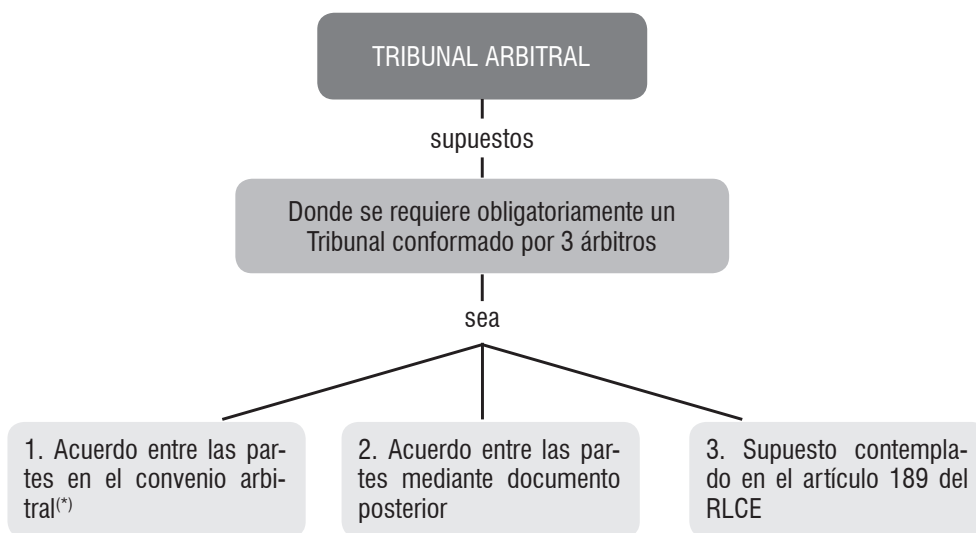 TRIBUNAL ARBITRAL
supuestos
Donde se requiere obligatoriamente un
Tribunal conformado por 3 árbitros
sea
1. Acuerdo entre las par-
tes en el convenio arbi-
tral(*)
2. Acuerdo entre las par-
tes mediante documento
posterior
3. Supuesto contempla-
do en el artículo 189 del
RLCE